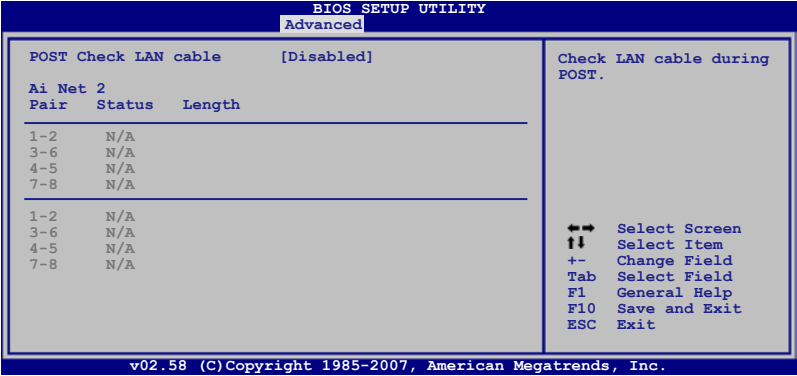 BIOS SETUP UTILITY
Advanced
POST Check LAN cable [Disabled]
Ai Net 2
Pair Status Length
1-2 N/A
3-6 N/A
4-5 N/A
7-8 N/A
1-2 N/A
3-6 N/A
4-5 N/A
7-8 N/A
Check LAN cable during
POST.
←→ Select Screen
↑↓ Select Item
+- Change Field
Tab Select Field
F1 General Help
F10 Save and Exit
ESC Exit
v02.58 (C)Copyright 1985-2007, American Megatrends, Inc.